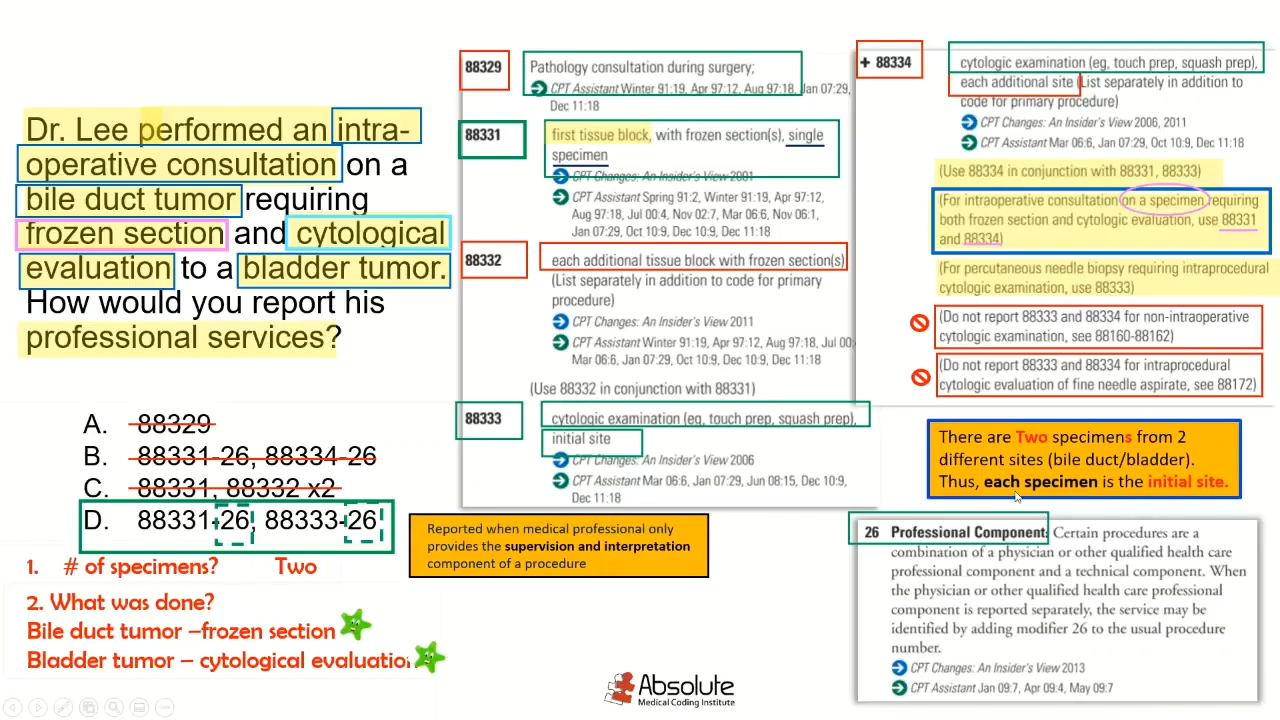 Dr. Lee performed an intra-
operative consultation on a
bile duct tumor requiring
frozen section and cytological
evaluation to a bladder tumor.
How would you report his
professional services?
A. 88329
B. 88331-26, 88334-26
C. 88331, 88332 x2
D. 88331-26, 88333-26
1. # of specimens? Two
2. What was done?
Bile duct tumor –frozen section
Bladder tumor – cytological evaluation
88329 Pathology consultation during surgery;
CPT Assistant Winter 91:19, Apr 97:12, Aug 97:18, Jan 07:29,
Dec 11:18
88331 first tissue block, with frozen section(s), single
specimen
CPT Changes: An Insider's View 2001
CPT Assistant Spring 91:2, Winter 91:19, Apr 97:12,
Aug 97:18, Jul 00:4, Nov 02:7, Mar 06:6, Nov 06:1,
Jan 07:29, Oct 10:9, Dec 10:9, Dec 11:18
88332 each additional tissue block with frozen section(s)
(List separately in addition to code for primary
procedure)
CPT Changes: An Insider's View 2011
CPT Assistant Winter 91:19, Apr 97:12, Aug 97:18, Jul 00:
Mar 06:6, Jan 07:29, Oct 10:9, Dec 10:9, Dec 11:18
(Use 88332 in conjunction with 88331)
88333 cytologic examination (eg, touch prep, squash prep),
initial site
CPT Changes: An Insider's View 2006
CPT Assistant Mar 06:6, Jan 07:29, Jun 08:15, Dec 10:9,
Dec 11:18
Reported when medical professional only
provides the supervision and interpretation
component of a procedure
+ 88334 cytologic examination (eg, touch prep, squash prep),
each additional site (List separately in addition to
code for primary procedure)
CPT Changes: An Insider's View 2006, 2011
CPT Assistant Mar 06:6, Jan 07:29, Oct 10:9, Dec 11:18
(Use 88334 in conjunction with 88331, 88333)
(For intraoperative consultation on a specimen requiring
both frozen section and cytologic evaluation, use 88331
and 88334)
(For percutaneous needle biopsy requiring intraprocedural
cytologic examination, use 88333)
(Do not report 88333 and 88334 for non-intraoperative
cytologic examination, see 88160-88162)
(Do not report 88333 and 88334 for intraprocedural
cytologic evaluation of fine needle aspirate, see 88172)
There are Two specimens from 2
different sites (bile duct/bladder).
Thus, each specimen is the initial site.
26 Professional Component: Certain procedures are a
combination of a physician or other qualified health care
professional component and a technical component. When
the physician or other qualified health care professional
component is reported separately, the service may be
identified by adding modifier 26 to the usual procedure
number.
CPT Changes: An Insider's View 2013
CPT Assistant Jan 09:7, Apr 09:4, May 09:7
Absolute
Medical Coding Institute